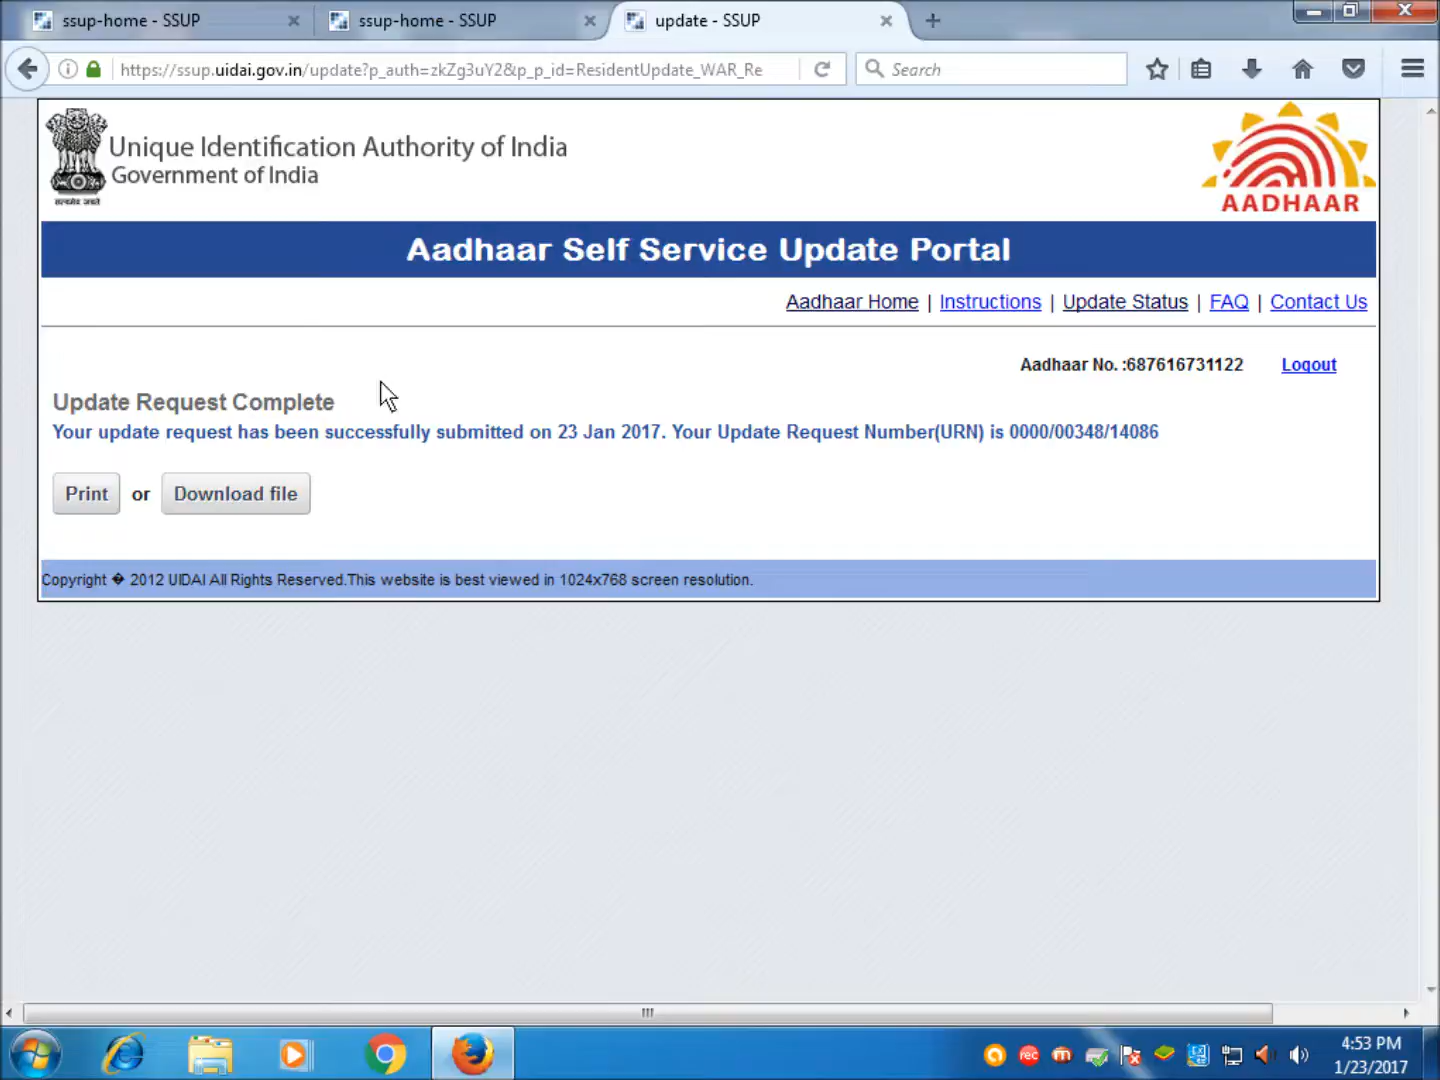 ssup-home - SSUP
ssup-home - SSUP
update - SSUP
https://ssup.uidai.gov.in/update?p_auth=zkZg3uY2&p_p_id=ResidentUpdate_WAR_Re
Search
सत्यमेव जयते
Unique Identification Authority of India
Government of India
AADHAAR
Aadhaar Self Service Update Portal
Aadhaar Home | Instructions | Update Status | FAQ | Contact Us
Aadhaar No. :687616731122 Logout
Update Request Complete
Your update request has been successfully submitted on 23 Jan 2017. Your Update Request Number(URN) is 0000/00348/14086
Print or Download file
Copyright � 2012 UIDAI All Rights Reserved.This website is best viewed in 1024x768 screen resolution.
rec
m
4:53 PM
1/23/2017